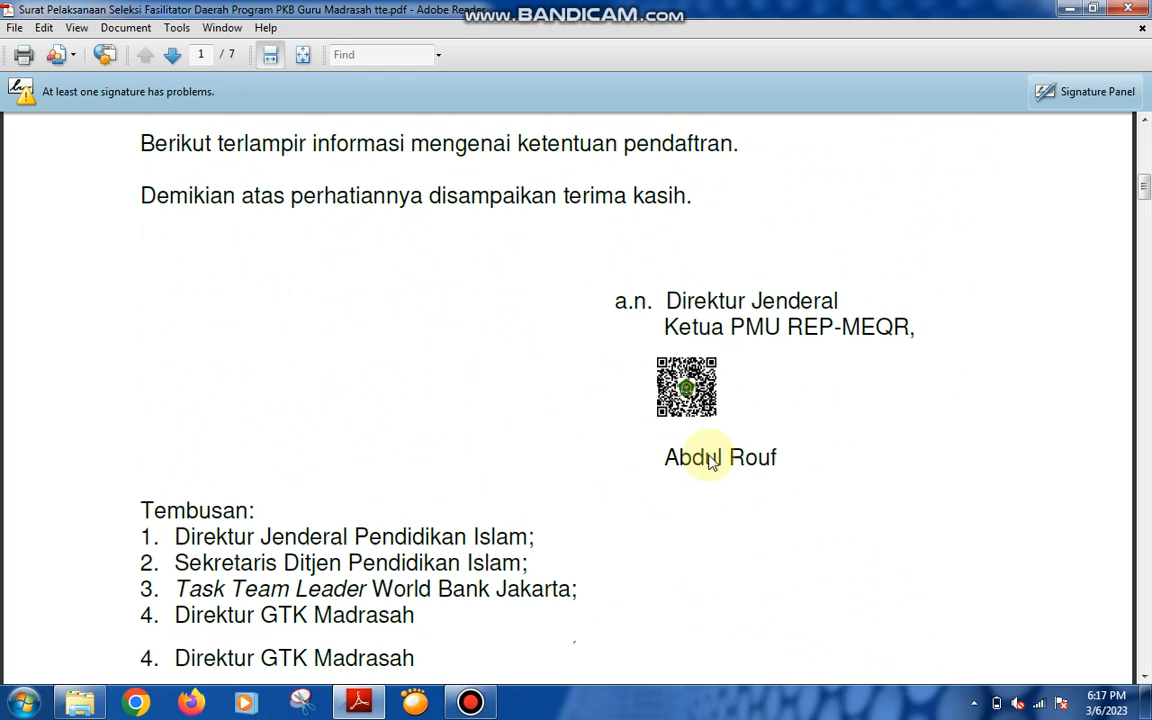 Surat Pelaksanaan Seleksi Fasilitator Daerah Program PKB Guru Madrasah tte.pdf - Adobe Reader
www.BANDICAM.com
File Edit View Document Tools Window Help
1 / 7 Find
At least one signature has problems.
Signature Panel
Berikut terlampir informasi mengenai ketentuan pendaftran.
Demikian atas perhatiannya disampaikan terima kasih.
a.n. Direktur Jenderal
Ketua PMU REP-MEQR,
Abdul Rouf
Tembusan:
1. Direktur Jenderal Pendidikan Islam;
2. Sekretaris Ditjen Pendidikan Islam;
3. Task Team Leader World Bank Jakarta;
4. Direktur GTK Madrasah
4. Direktur GTK Madrasah
6:17 PM
3/6/2023